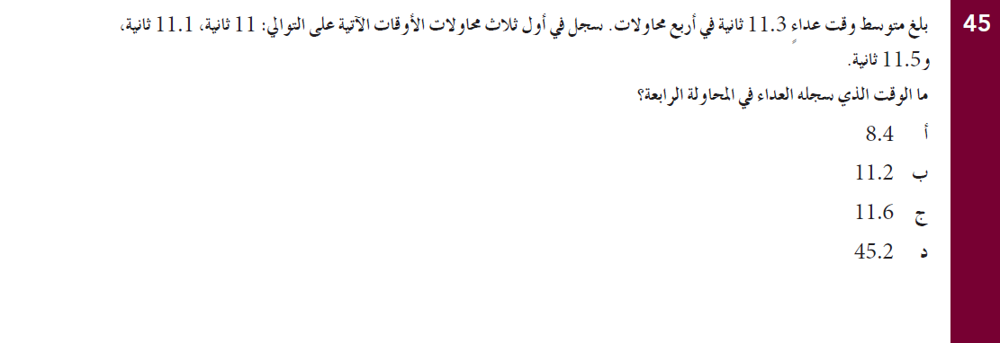 45
بلغ متوسط وقت عداءٍ 11.3 ثانية في أربع محاولات. سجل في أول ثلاث محاولات الأوقات الآتية على التوالي: 11 ثانية، 11.1 ثانية،
و11.5 ثانية.
ما الوقت الذي سجله العداء في المحاولة الرابعة؟
أ 8.4
ب 11.2
ج 11.6
د 45.2